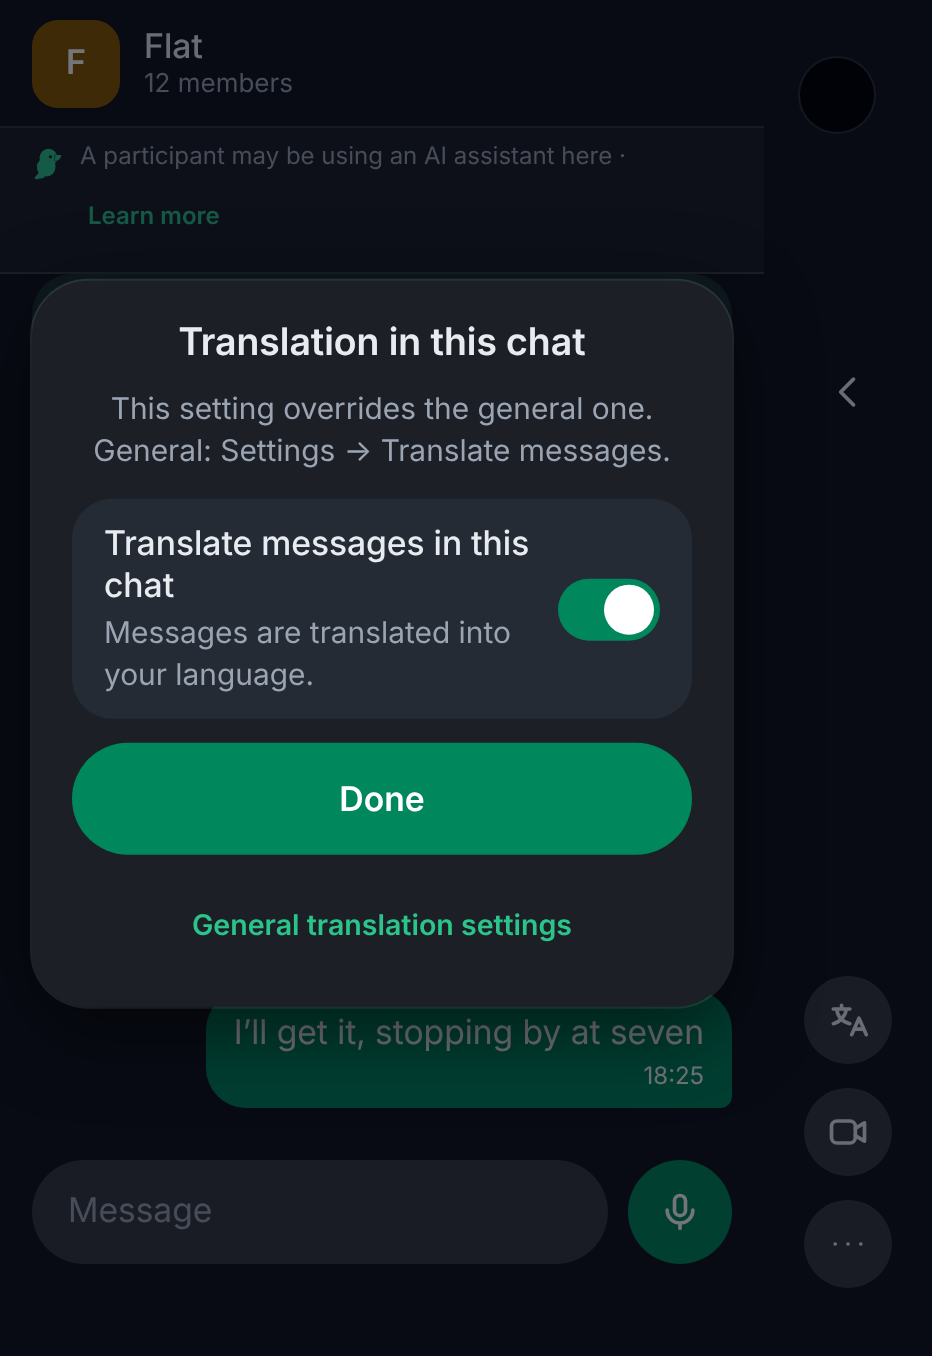 F
Flat
12 members
A participant may be using an AI assistant here ·
Learn more
Translation in this chat
This setting overrides the general one.
General: Settings → Translate messages.
Translate messages in this
chat
Messages are translated into
your language.
Done
General translation settings
I’ll get it, stopping by at seven
18:25
Message
文A